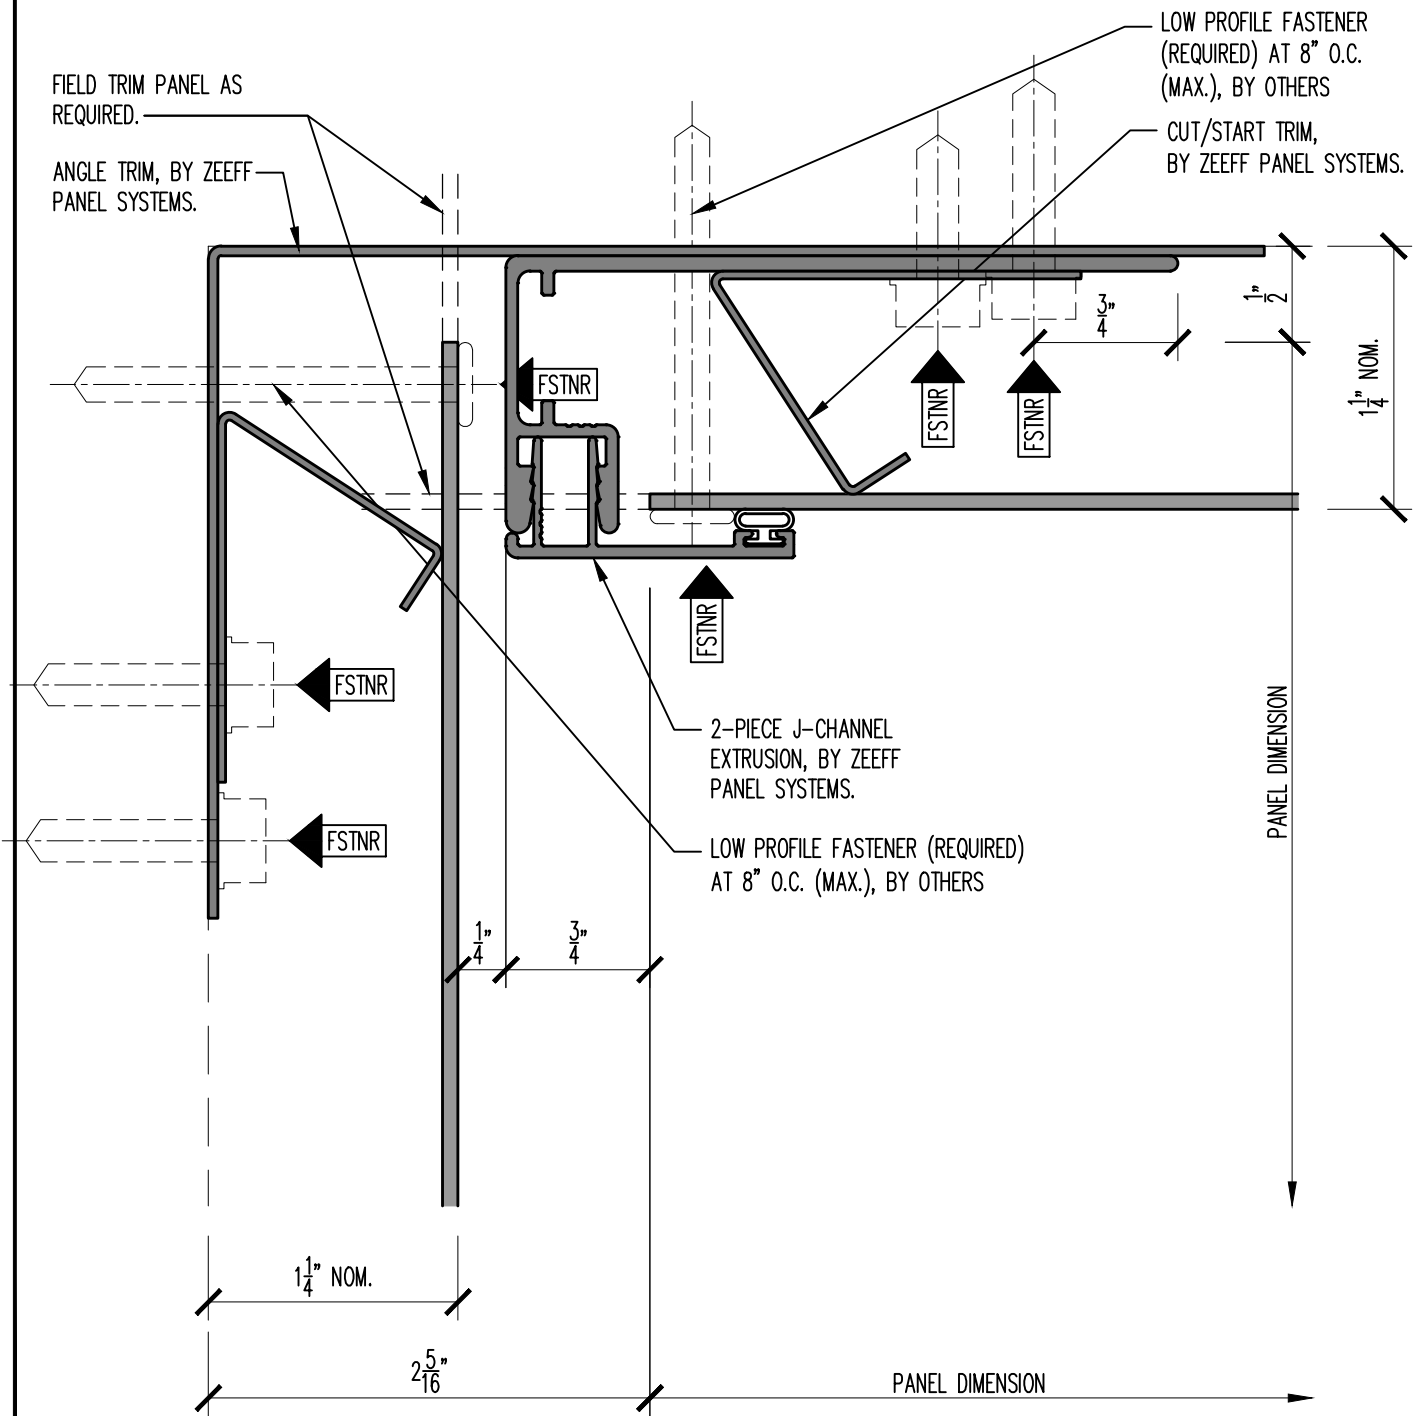 LOW PROFILE FASTENER
(REQUIRED) AT 8" O.C.
(MAX.), BY OTHERS
FIELD TRIM PANEL AS
REQUIRED.
CUT/START TRIM,
BY ZEEFF PANEL SYSTEMS.
ANGLE TRIM, BY ZEEFF
PANEL SYSTEMS.
1/2"
3/4"
1 1/4" NOM.
FSTNR
FSTNR
FSTNR
FSTNR
FSTNR
FSTNR
2-PIECE J-CHANNEL
EXTRUSION, BY ZEEFF
PANEL SYSTEMS.
PANEL DIMENSION
LOW PROFILE FASTENER (REQUIRED)
AT 8" O.C. (MAX.), BY OTHERS
1/4"
3/4"
1 1/4" NOM.
2 5/16"
PANEL DIMENSION